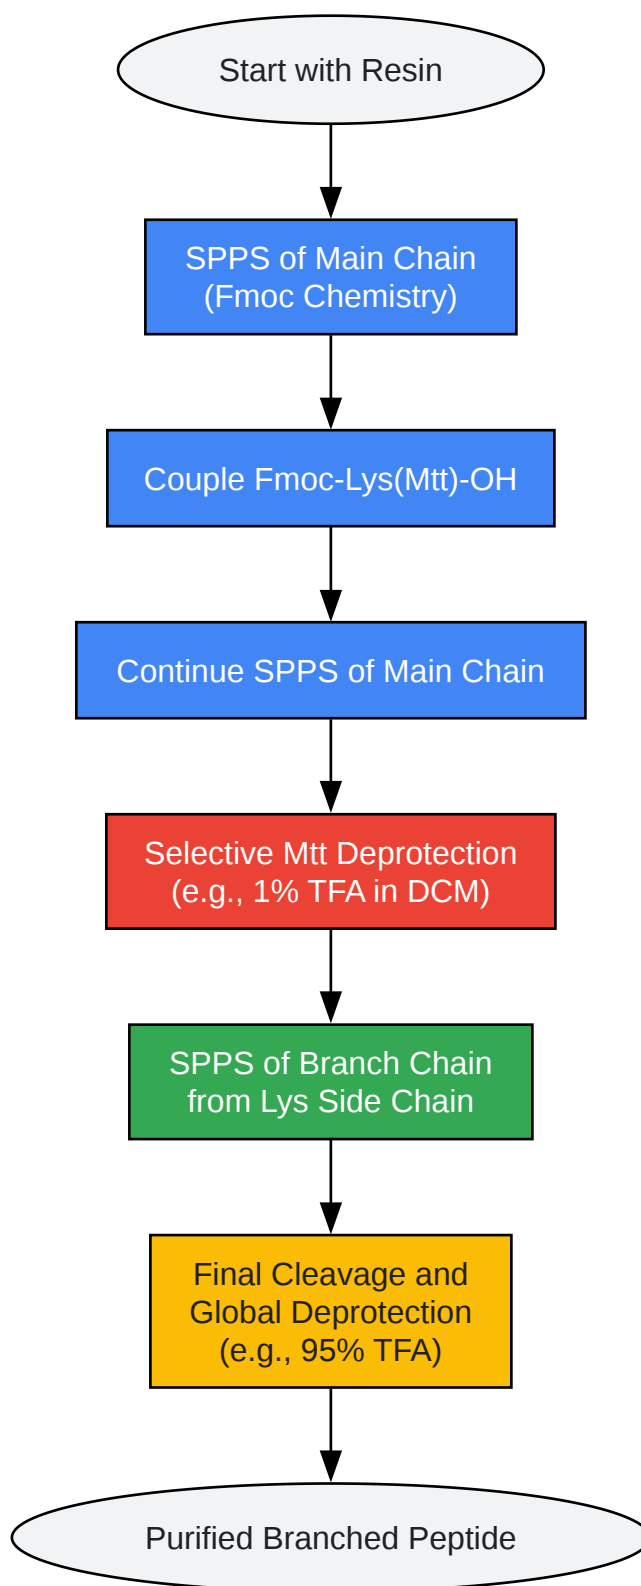 Start with Resin
SPPS of Main Chain
(Fmoc Chemistry)
Couple Fmoc-Lys(Mtt)-OH
Continue SPPS of Main Chain
Selective Mtt Deprotection
(e.g., 1% TFA in DCM)
SPPS of Branch Chain
from Lys Side Chain
Final Cleavage and
Global Deprotection
(e.g., 95% TFA)
Purified Branched Peptide